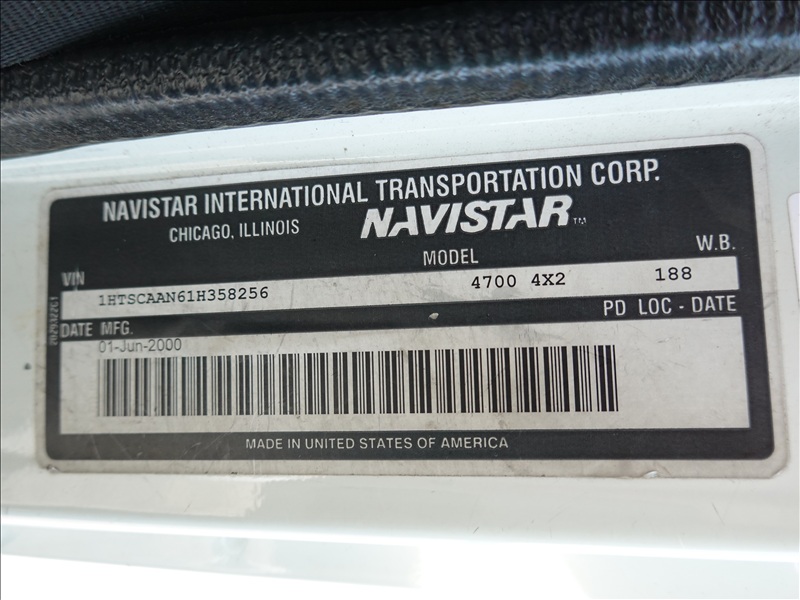 NAVISTAR INTERNATIONAL TRANSPORTATION CORP.
CHICAGO, ILLINOIS
NAVISTAR™
VIN MODEL W.B.
1HTSCAAN61H358256 4700 4X2 188
DATE MFG. PD LOC - DATE
01-Jun-2000
MADE IN UNITED STATES OF AMERICA